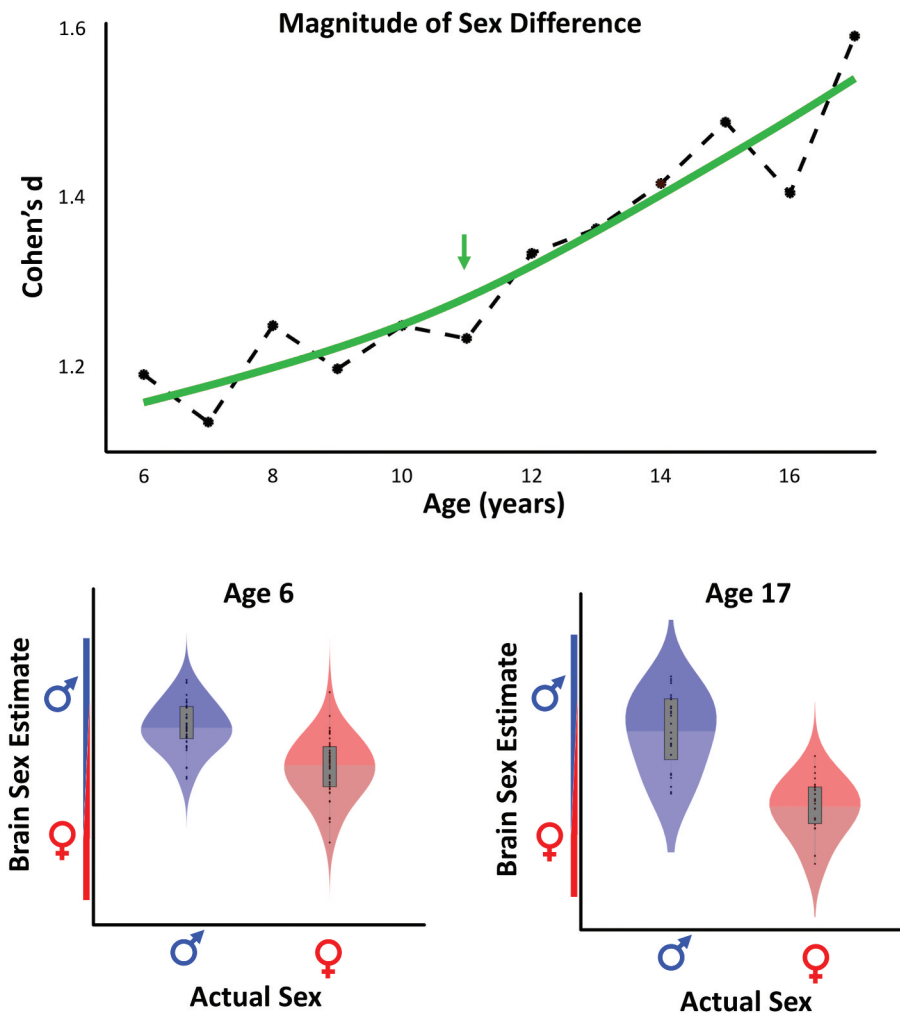 Magnitude of Sex Difference
1.6
1.4
1.2
Cohen's d
6 8 10 12 14 16
Age (years)
Age 6
Brain Sex Estimate
♂
♀
♂ ♀
Actual Sex
Age 17
Brain Sex Estimate
♂
♀
♂ ♀
Actual Sex